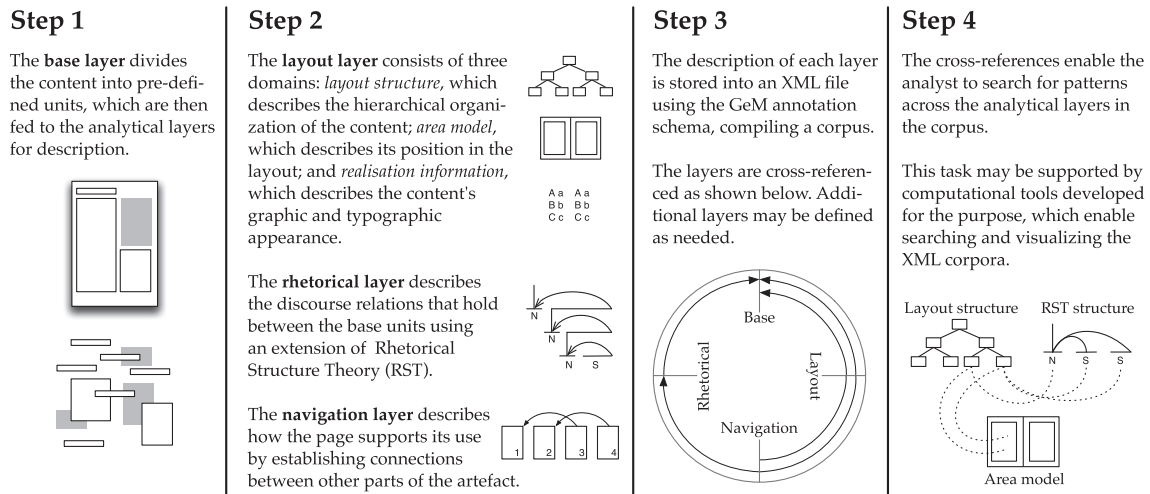 Step 1
The base layer divides
the content into pre-defi-
ned units, which are then
fed to the analytical layers
for description.
Step 2
The layout layer consists of three
domains: layout structure, which
describes the hierarchical organi-
zation of the content; area model,
which describes its position in the
layout; and realisation information,
which describes the content's
graphic and typographic
appearance.
A a A a
B b B b
C c C c
The rhetorical layer describes
the discourse relations that hold
between the base units using
an extension of Rhetorical
Structure Theory (RST).
N
N
N S
The navigation layer describes
how the page supports its use
by establishing connections
between other parts of the artefact.
1 2 3 4
Step 3
The description of each layer
is stored into an XML file
using the GeM annotation
schema, compiling a corpus.
The layers are cross-referen-
ced as shown below. Addi-
tional layers may be defined
as needed.
Base
Rhetorical
Layout
Navigation
Step 4
The cross-references enable the
analyst to search for patterns
across the analytical layers in
the corpus.
This task may be supported by
computational tools developed
for the purpose, which enable
searching and visualizing the
XML corpora.
Layout structure RST structure
N S S
Area model